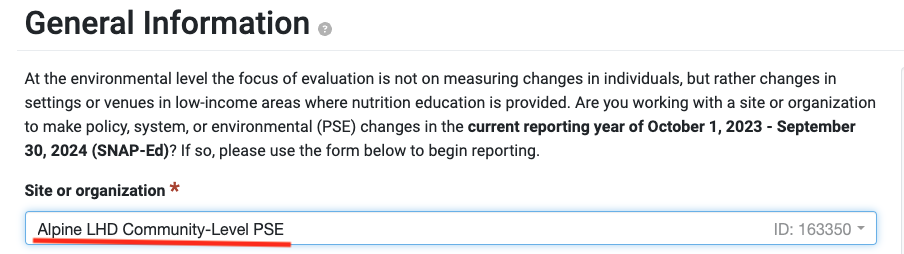 General Information ?
At the environmental level the focus of evaluation is not on measuring changes in individuals, but rather changes in
settings or venues in low-income areas where nutrition education is provided. Are you working with a site or organization
to make policy, system, or environmental (PSE) changes in the current reporting year of October 1, 2023 - September
30, 2024 (SNAP-Ed)? If so, please use the form below to begin reporting.
Site or organization *
Alpine LHD Community-Level PSE ID: 163350